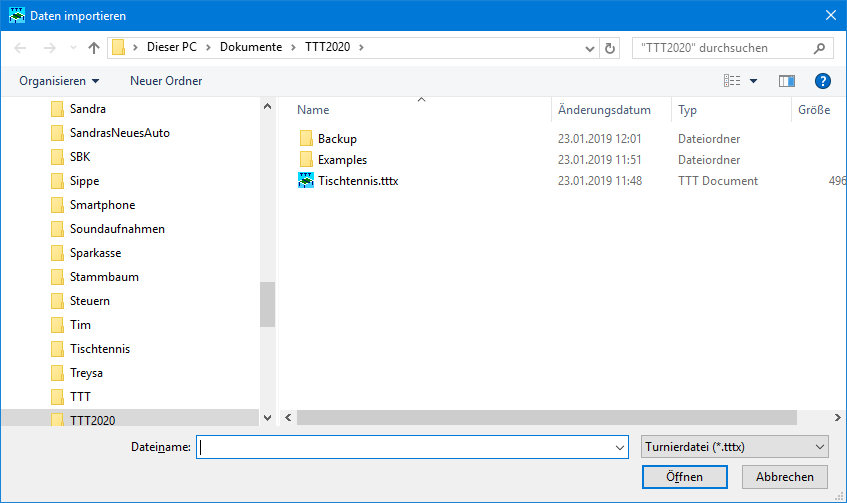 Daten importieren
Dieser PC > Dokumente > TTT2020 >
"TTT2020" durchsuchen
Organisieren
Neuer Ordner
?
Sandra
SandrasNeuesAuto
SBK
Sippe
Smartphone
Soundaufnahmen
Sparkasse
Stammbaum
Steuern
Tim
Tischtennis
Treysa
TTT
TTT2020
Name Änderungsdatum Typ Größe
Backup 23.01.2019 12:01 Dateiordner
Examples 23.01.2019 11:51 Dateiordner
Tischtennis.tttx 23.01.2019 11:48 TTT Document 496
Dateiname:
Turnierdatei (*.tttx)
Öffnen
Abbrechen